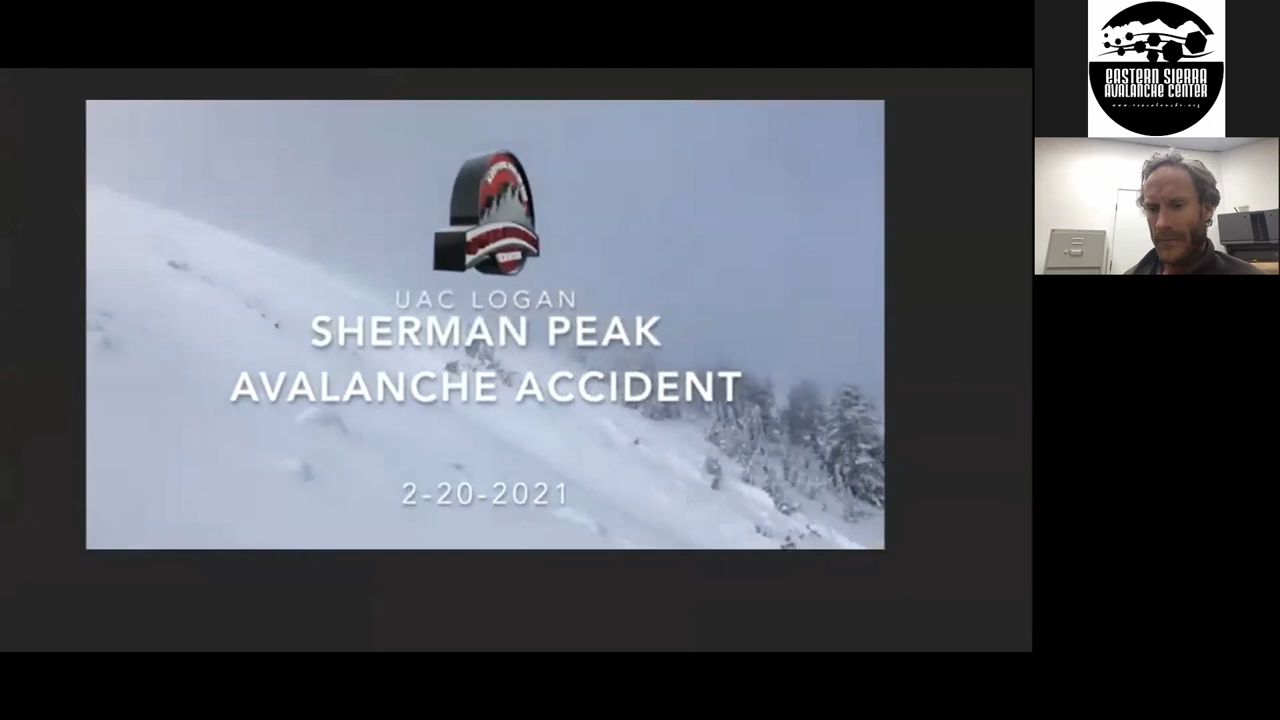 UAC LOGAN
SHERMAN PEAK
AVALANCHE ACCIDENT
2-20-2021
EASTERN SIERRA
AVALANCHE CENTER